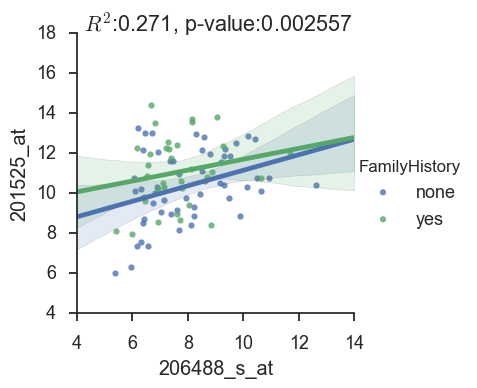 R²:0.271, p-value:0.002557
18
16
14
12
10
8
6
4
201525_at
4 6 8 10 12 14
206488_s_at
FamilyHistory
none
yes